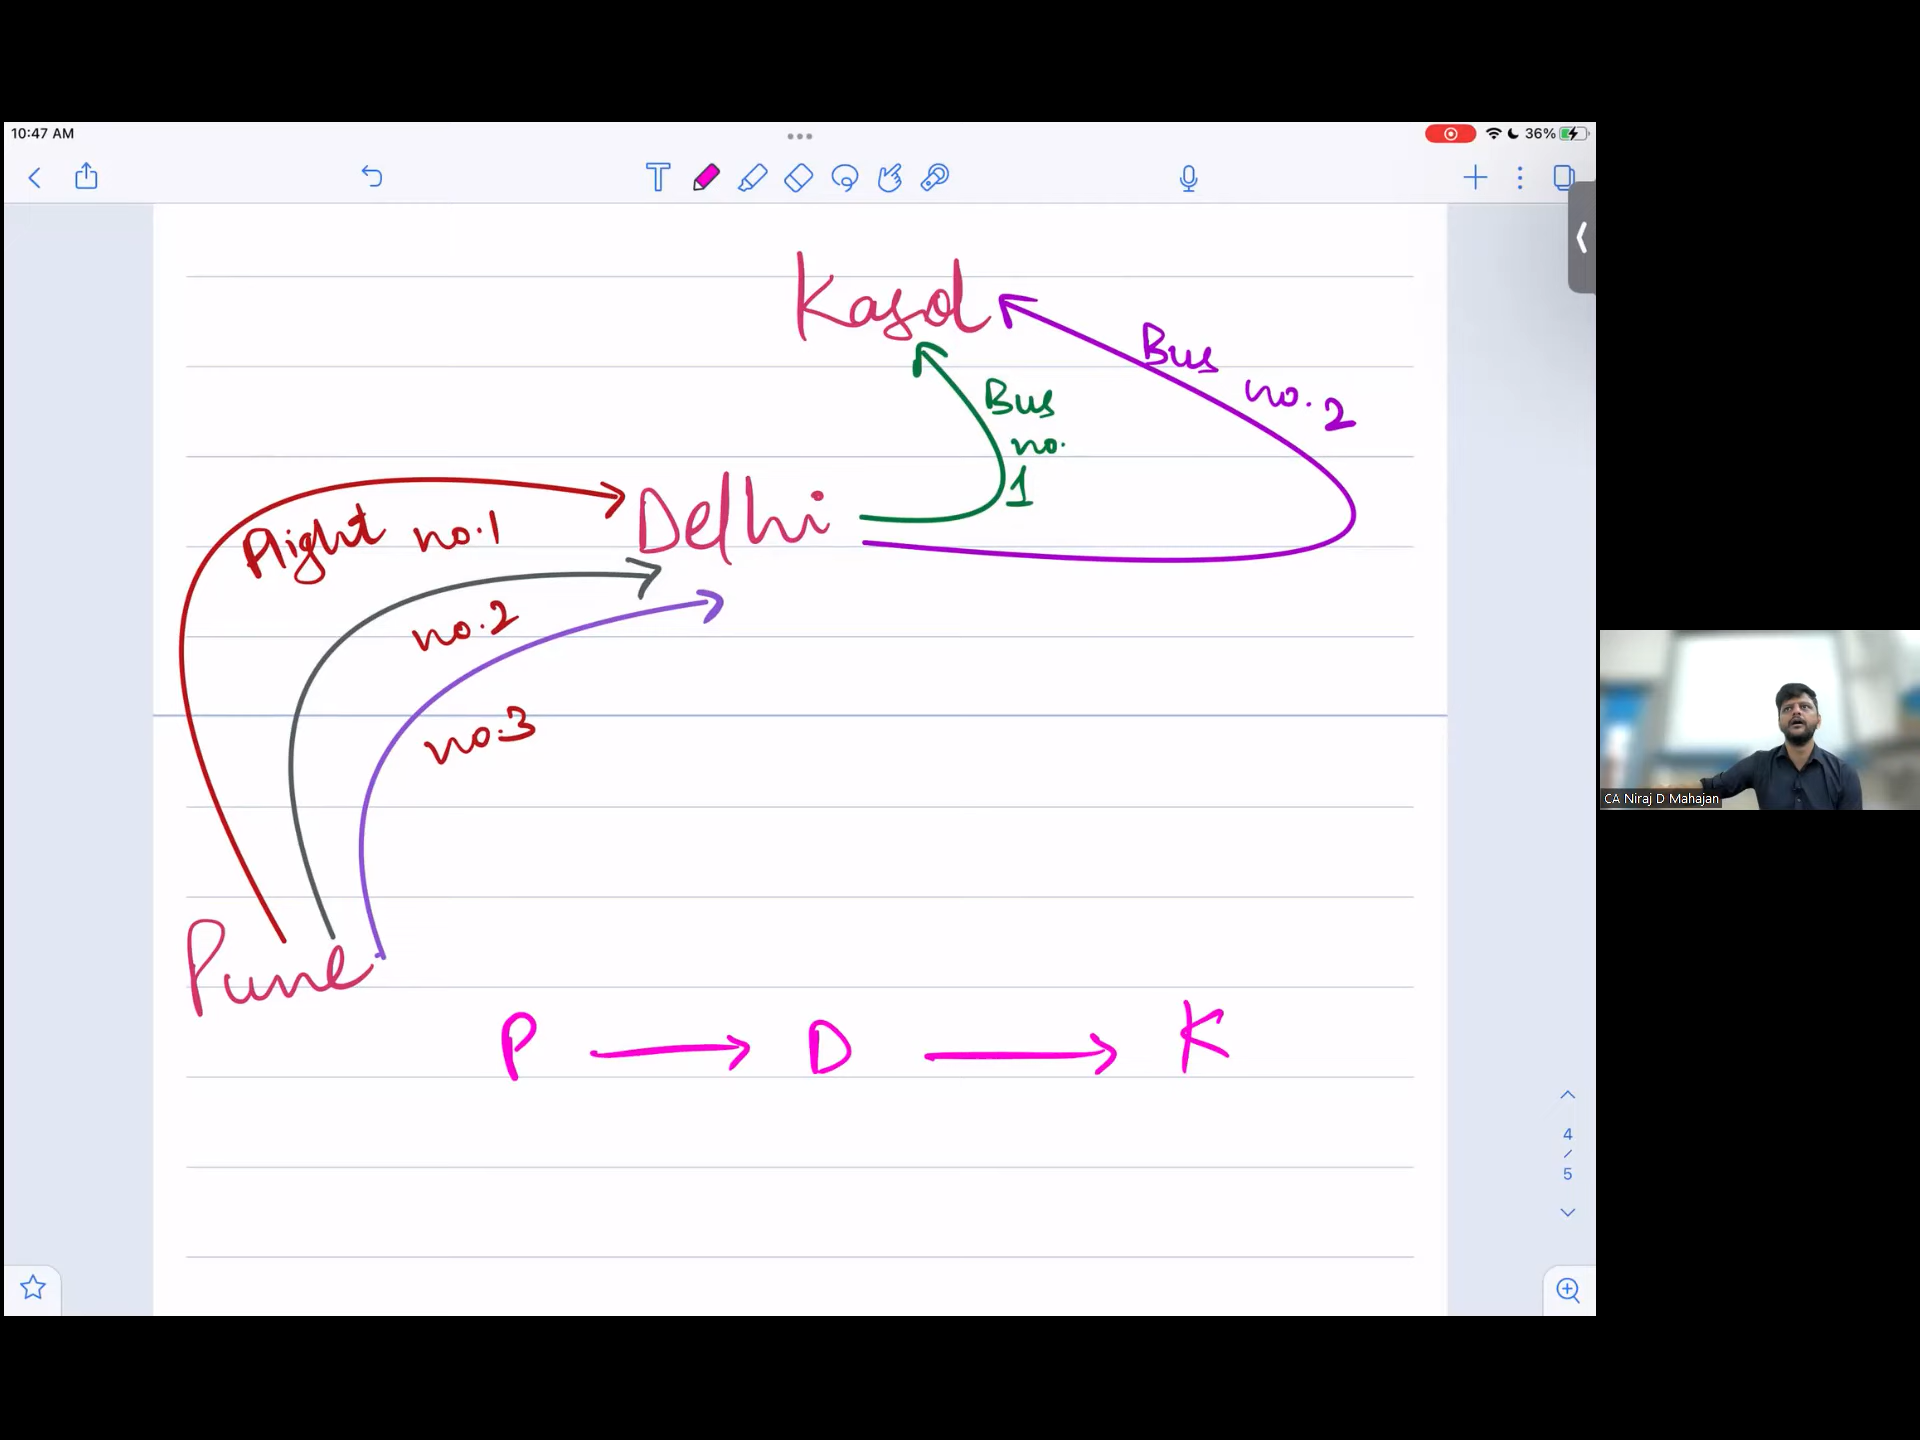 10:47 AM
36%
Kasol
Bus
no. 2
Bus
no.
1
Delhi
Flight no.1
no.2
no.3
Pune
P → D → K
4
/
5
CA Niraj D Mahajan